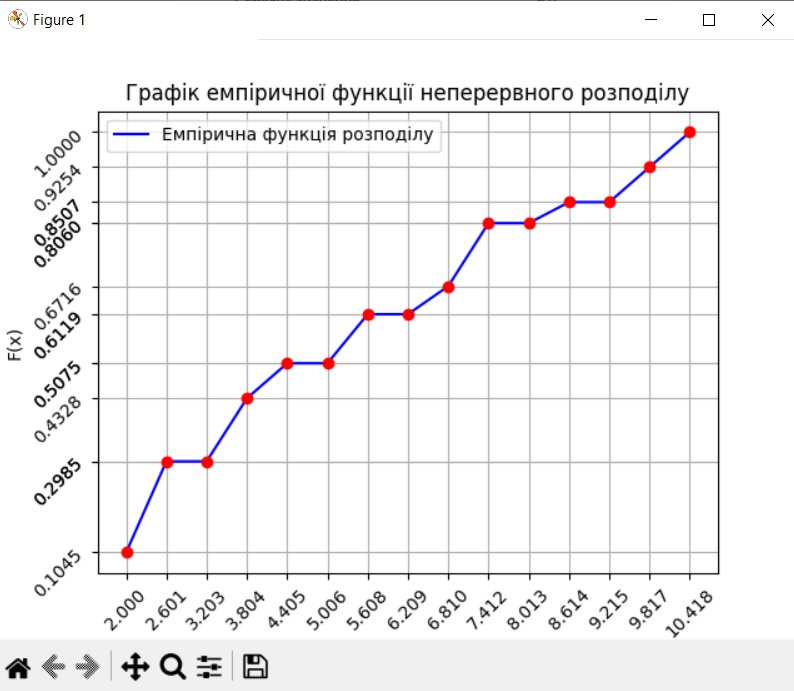 Figure 1
Графік емпіричної функції неперервного розподілу
Емпірична функція розподілу
1.0000
0.9254
0.8507
0.8060
0.6716
0.6119
0.5075
0.4328
0.2985
0.1045
F(x)
2.000 2.601 3.203 3.804 4.405 5.006 5.608 6.209 6.810 7.412 8.013 8.614 9.215 9.817 10.418